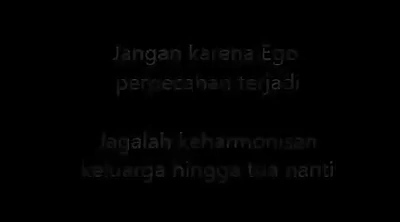 Jangan karena Ego
perpecahan terjadi
Jagalah keharmonisan
keluarga hingga tua nanti